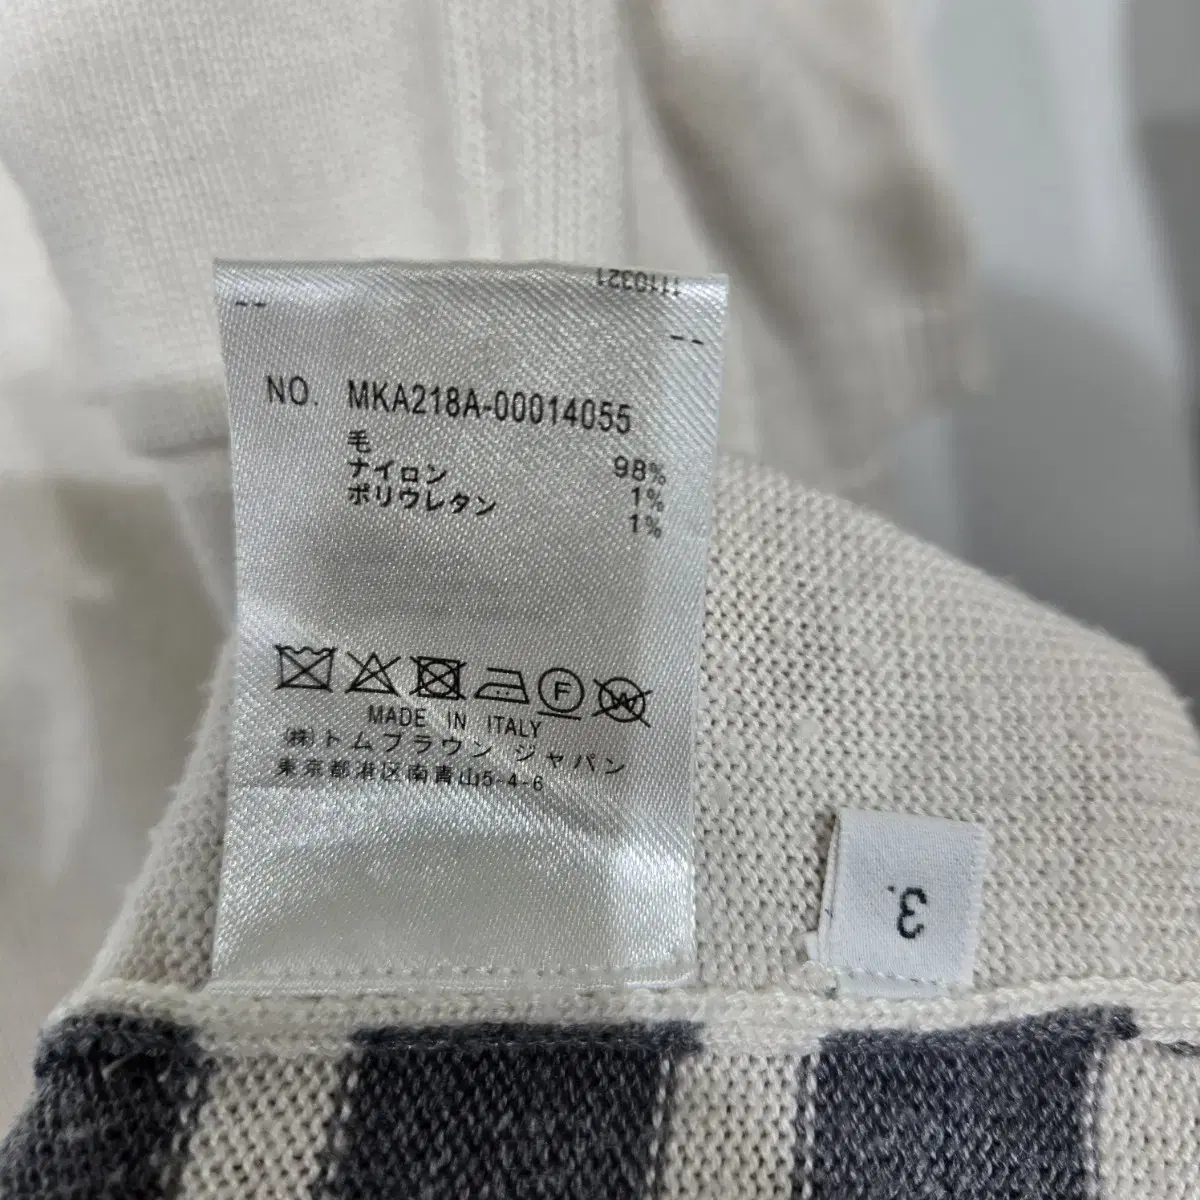 1110321
NO. MKA218A-00014055
毛 98%
ナイロン 1%
ポリウレタン 1%
F W
MADE IN ITALY
(株)トムブラウン ジャパン
東京都港区南青山5-4-6
3.